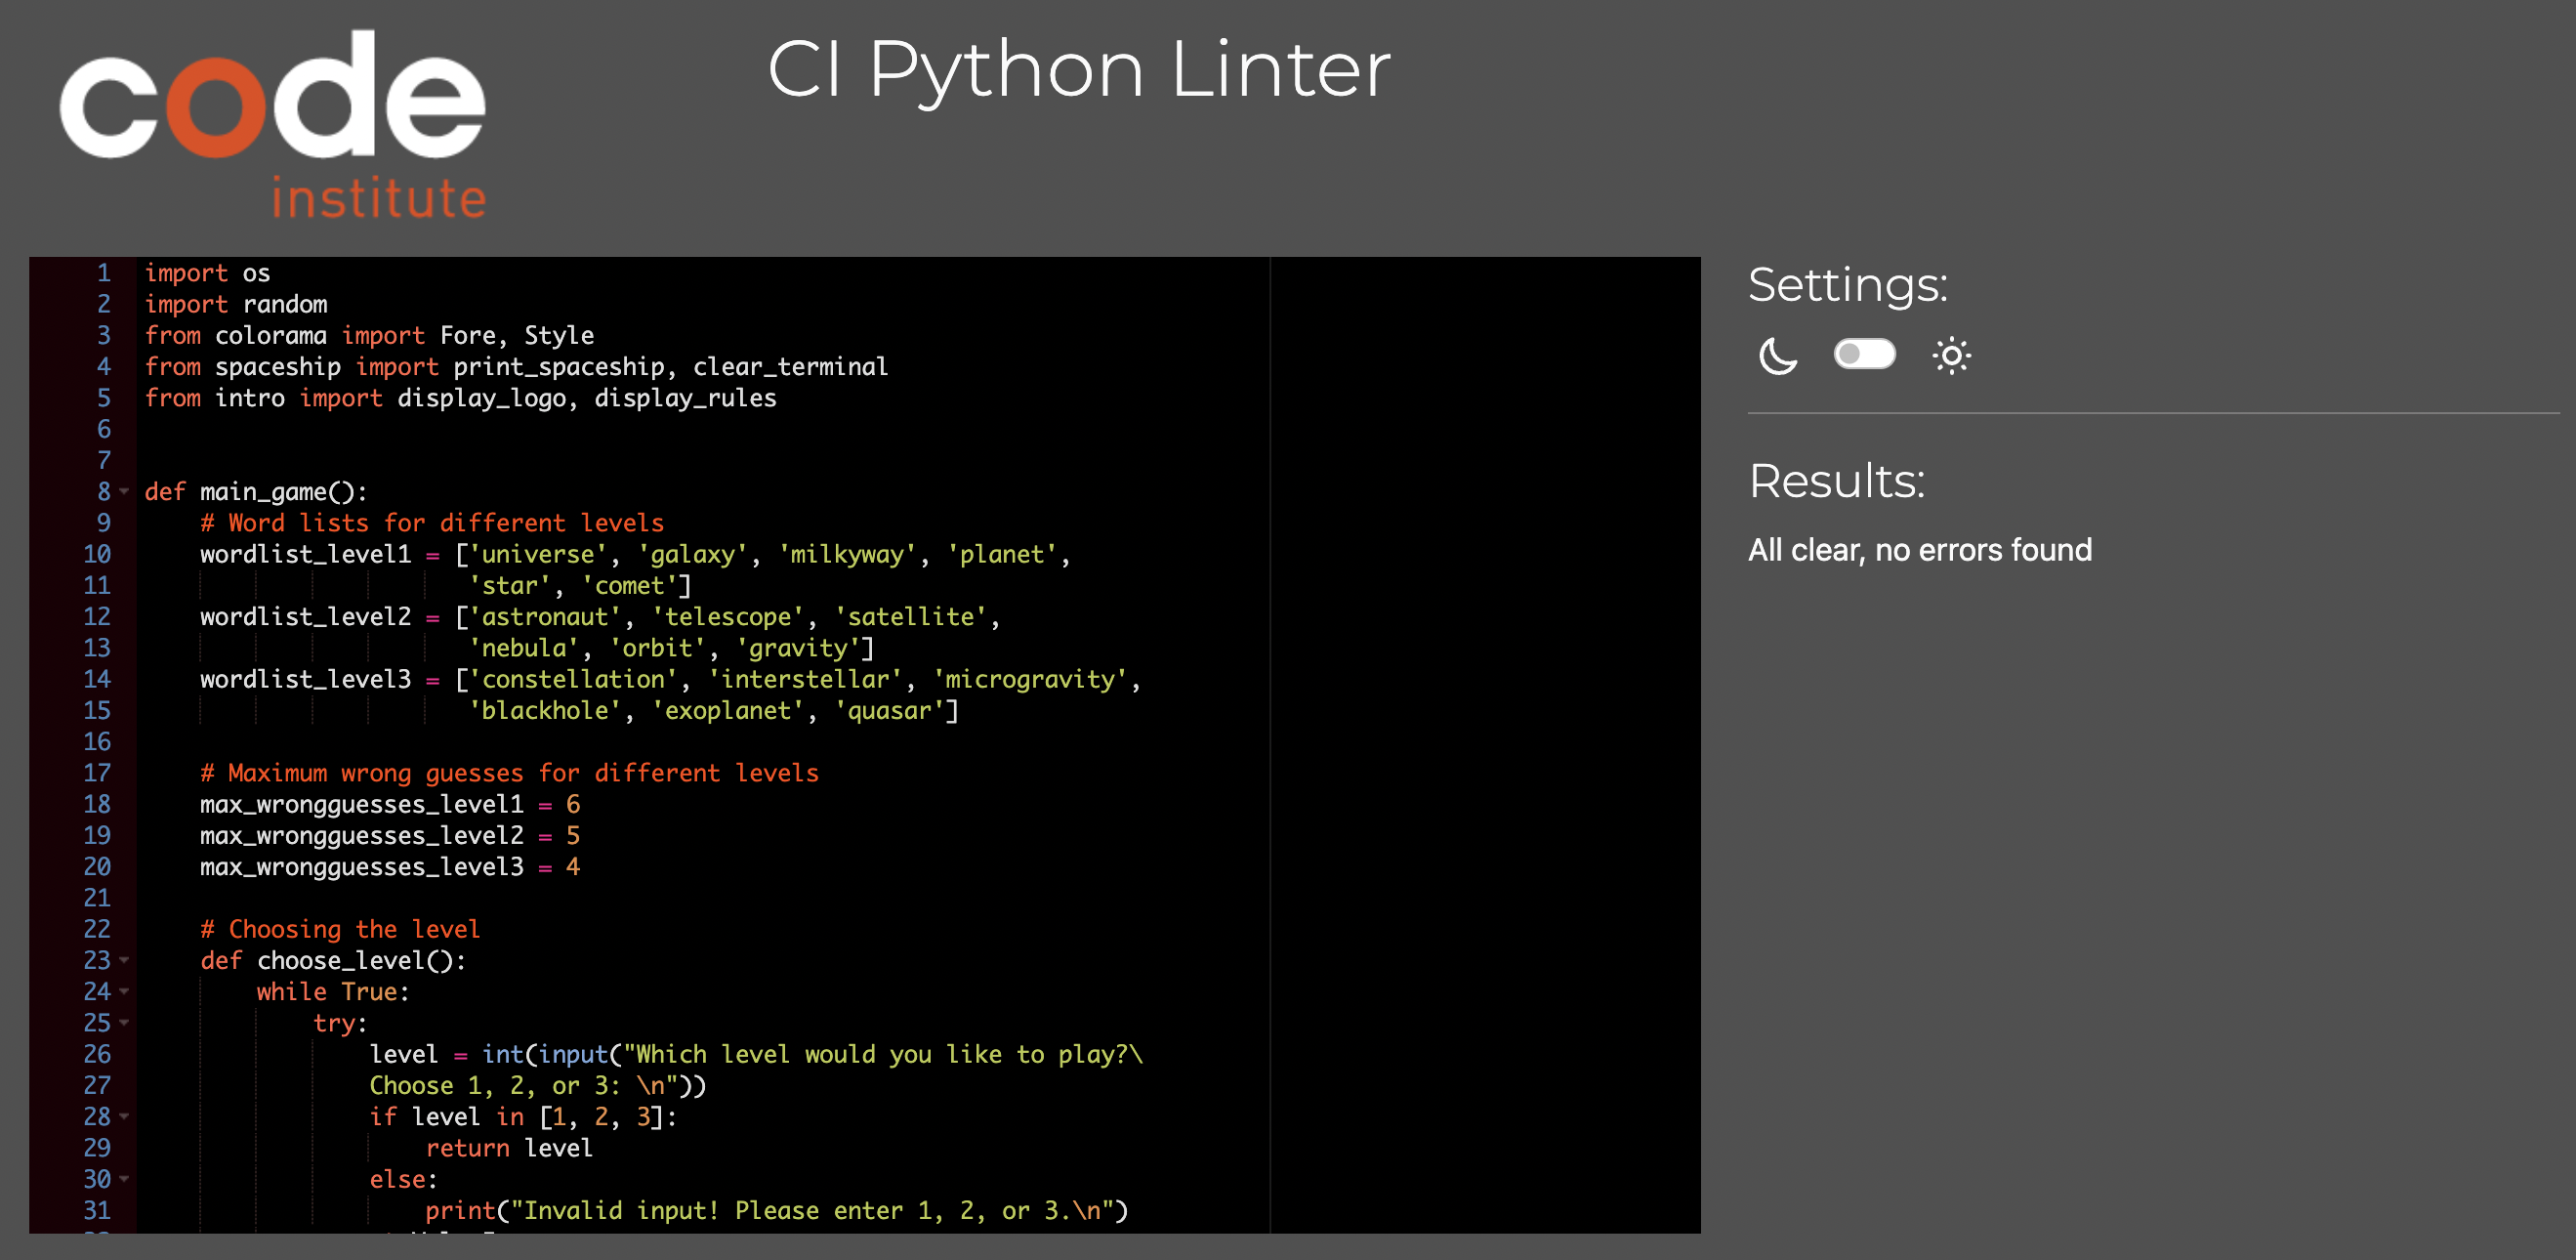 code
institute
CI Python Linter
1 import os
2 import random
3 from colorama import Fore, Style
4 from spaceship import print_spaceship, clear_terminal
5 from intro import display_logo, display_rules
6
7
8 def main_game():
9     # Word lists for different levels
10     wordlist_level1 = ['universe', 'galaxy', 'milkyway', 'planet',
11                        'star', 'comet']
12     wordlist_level2 = ['astronaut', 'telescope', 'satellite',
13                        'nebula', 'orbit', 'gravity']
14     wordlist_level3 = ['constellation', 'interstellar', 'microgravity',
15                        'blackhole', 'exoplanet', 'quasar']
16
17     # Maximum wrong guesses for different levels
18     max_wrongguesses_level1 = 6
19     max_wrongguesses_level2 = 5
20     max_wrongguesses_level3 = 4
21
22     # Choosing the level
23     def choose_level():
24         while True:
25             try:
26                 level = int(input("Which level would you like to play?\
27                 Choose 1, 2, or 3: \n"))
28                 if level in [1, 2, 3]:
29                     return level
30                 else:
31                     print("Invalid input! Please enter 1, 2, or 3.\n")
Settings:
Results:
All clear, no errors found